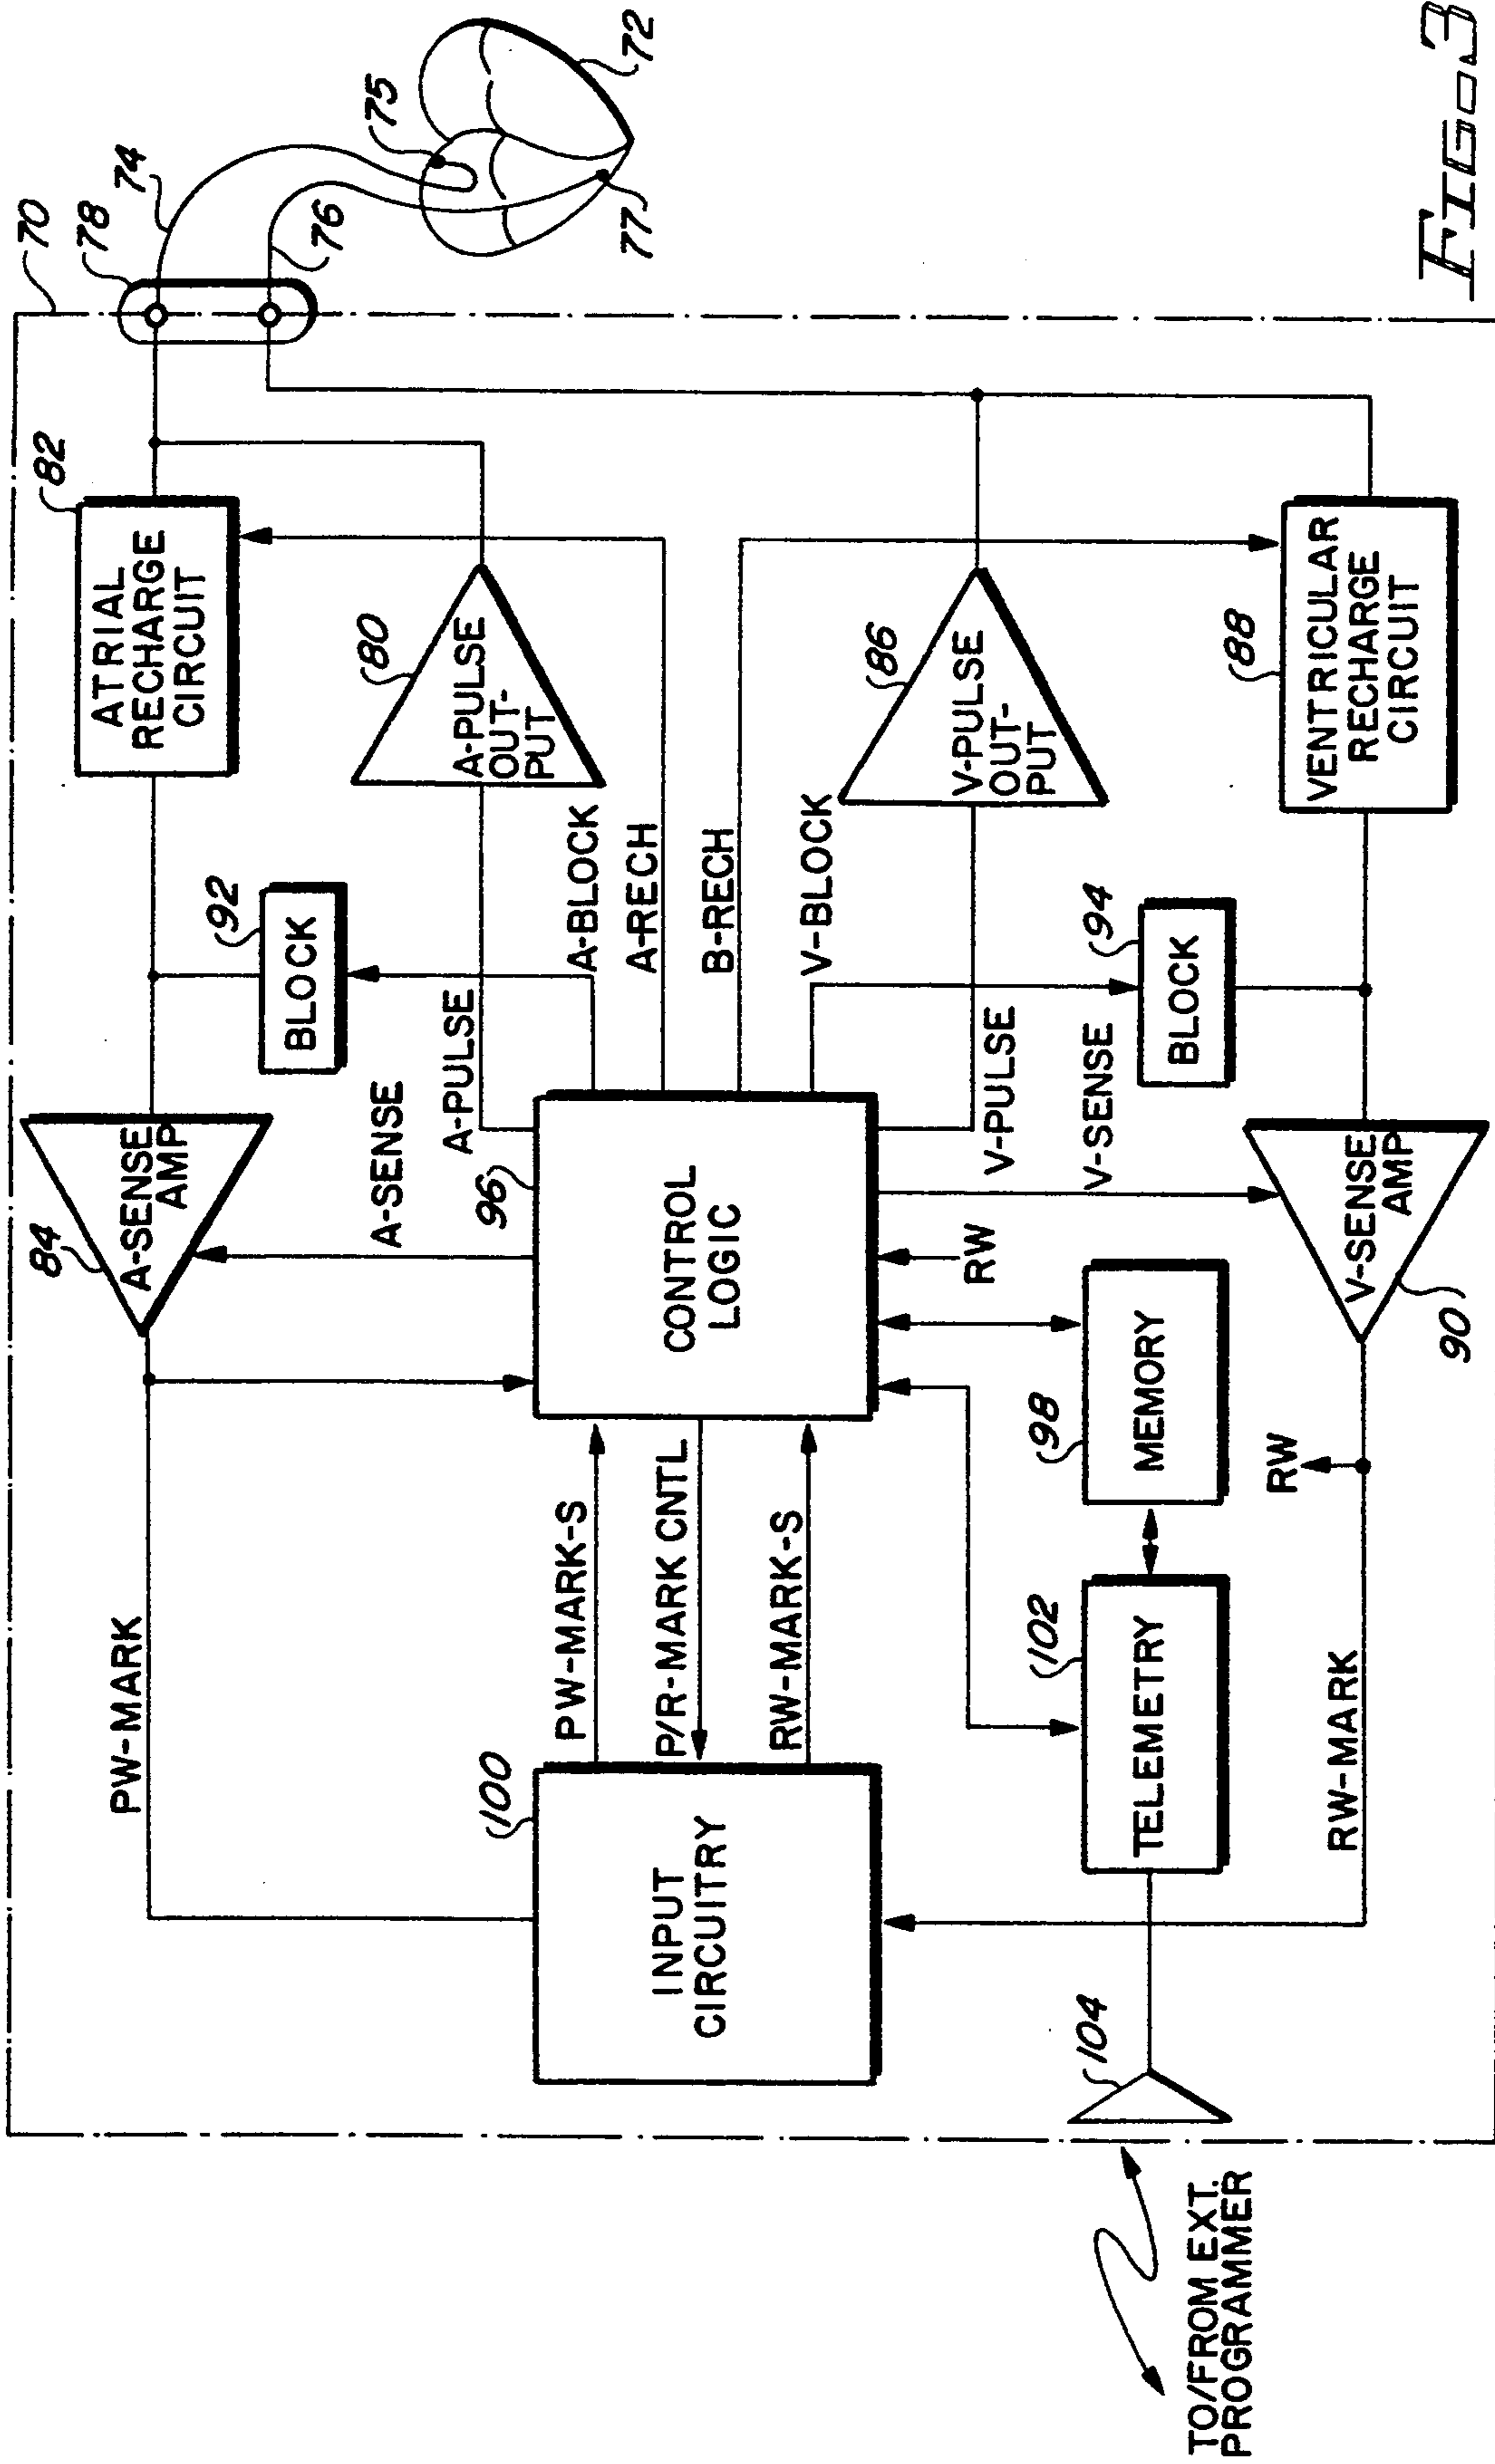 70
78
74
75
72
76
77
82
ATRIAL
RECHARGE
CIRCUIT
80
A-PULSE
OUT-
PUT
86
V-PULSE
OUT-
PUT
88
VENTRICULAR
RECHARGE
CIRCUIT
84
A-SENSE
AMP
92
BLOCK
A-SENSE
A-PULSE
A-BLOCK
A-RECH
B-RECH
V-BLOCK
V-PULSE
V-SENSE
94
BLOCK
96
CONTROL
LOGIC
RW
V-SENSE
AMP
90
PW-MARK
PW-MARK-S
P/R-MARK CNTL
RW-MARK-S
98
MEMORY
RW
100
INPUT
CIRCUITRY
102
TELEMETRY
RW-MARK
104
TO/FROM EXT.
PROGRAMMER
FIG-3